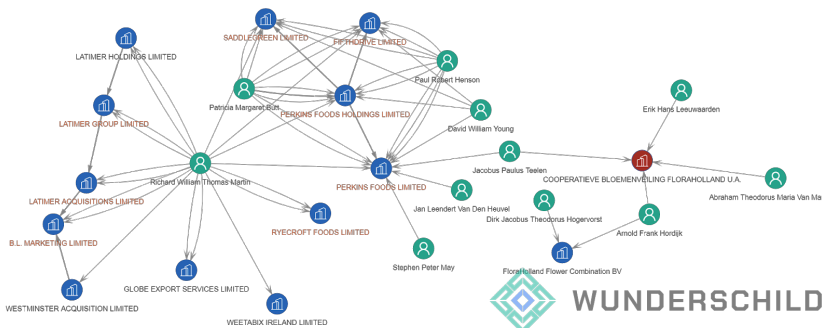 SADDLEGREEN LIMITED
FIFTHDRIVE LIMITED
LATIMER HOLDINGS LIMITED
Paul Robert Henson
Patricia Margaret Butt
Erik Hans Leeuwaarden
PERKINS FOODS HOLDINGS LIMITED
LATIMER GROUP LIMITED
David William Young
Jacobus Paulus Teelen
COOPERATIEVE BLOEMENVEILING FLORAHOLLAND U.A.
Richard William Thomas Martin
PERKINS FOODS LIMITED
Abraham Theodorus Maria Van Ma
LATIMER ACQUISITIONS LIMITED
Jan Leendert Van Den Heuvel
Dirk Jacobus Theodorus Hogervorst
RYECROFT FOODS LIMITED
Arnold Frank Hordijk
B.L. MARKETING LIMITED
Stephen Peter May
FloraHolland Flower Combination BV
GLOBE EXPORT SERVICES LIMITED
WUNDERSCHILD
WESTMINSTER ACQUISITION LIMITED
WEETABIX IRELAND LIMITED